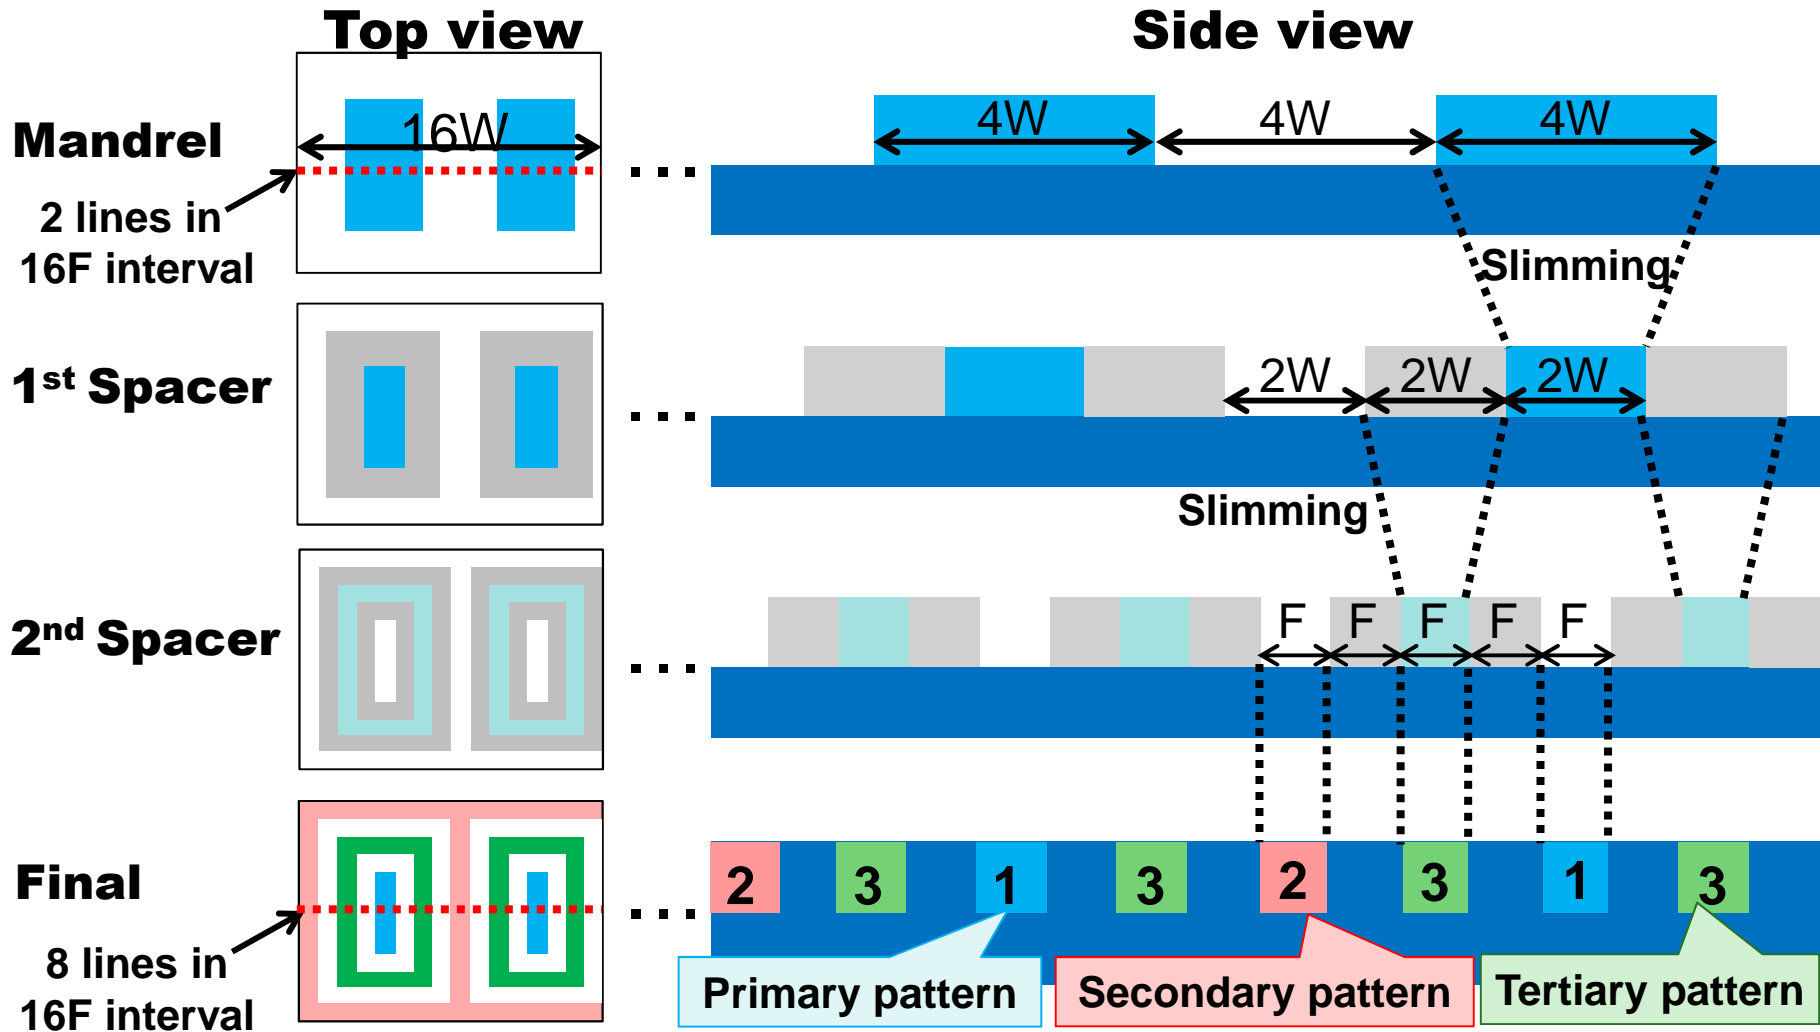 Top view
Side view
Mandrel
16W
4W
4W
4W
2 lines in
16F interval
Slimming
1st Spacer
2W
2W
2W
Slimming
2nd Spacer
F
F
F
F
F
Final
2
3
1
3
2
3
1
3
8 lines in
16F interval
Primary pattern
Secondary pattern
Tertiary pattern